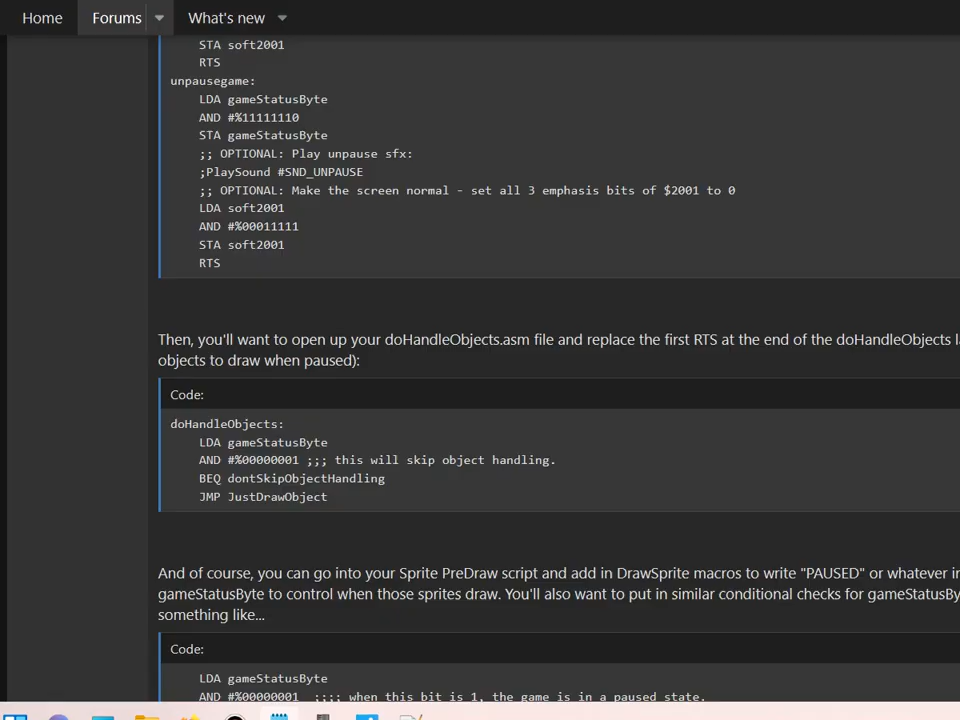 Home
Forums
What's new
STA soft2001
RTS
unpausegame:
LDA gameStatusByte
AND #%11111110
STA gameStatusByte
;; OPTIONAL: Play unpause sfx:
;PlaySound #SND_UNPAUSE
;; OPTIONAL: Make the screen normal - set all 3 emphasis bits of $2001 to 0
LDA soft2001
AND #%00011111
STA soft2001
RTS
Then, you'll want to open up your doHandleObjects.asm file and replace the first RTS at the end of the doHandleObjects
objects to draw when paused):
Code:
doHandleObjects:
LDA gameStatusByte
AND #%00000001 ;;; this will skip object handling.
BEQ dontSkipObjectHandling
JMP JustDrawObject
And of course, you can go into your Sprite PreDraw script and add in DrawSprite macros to write "PAUSED" or whatever
gameStatusByte to control when those sprites draw. You'll also want to put in similar conditional checks for
something like...
Code:
LDA gameStatusByte
AND #%00000001 ;;;; when this bit is 1, the game is in a paused state.